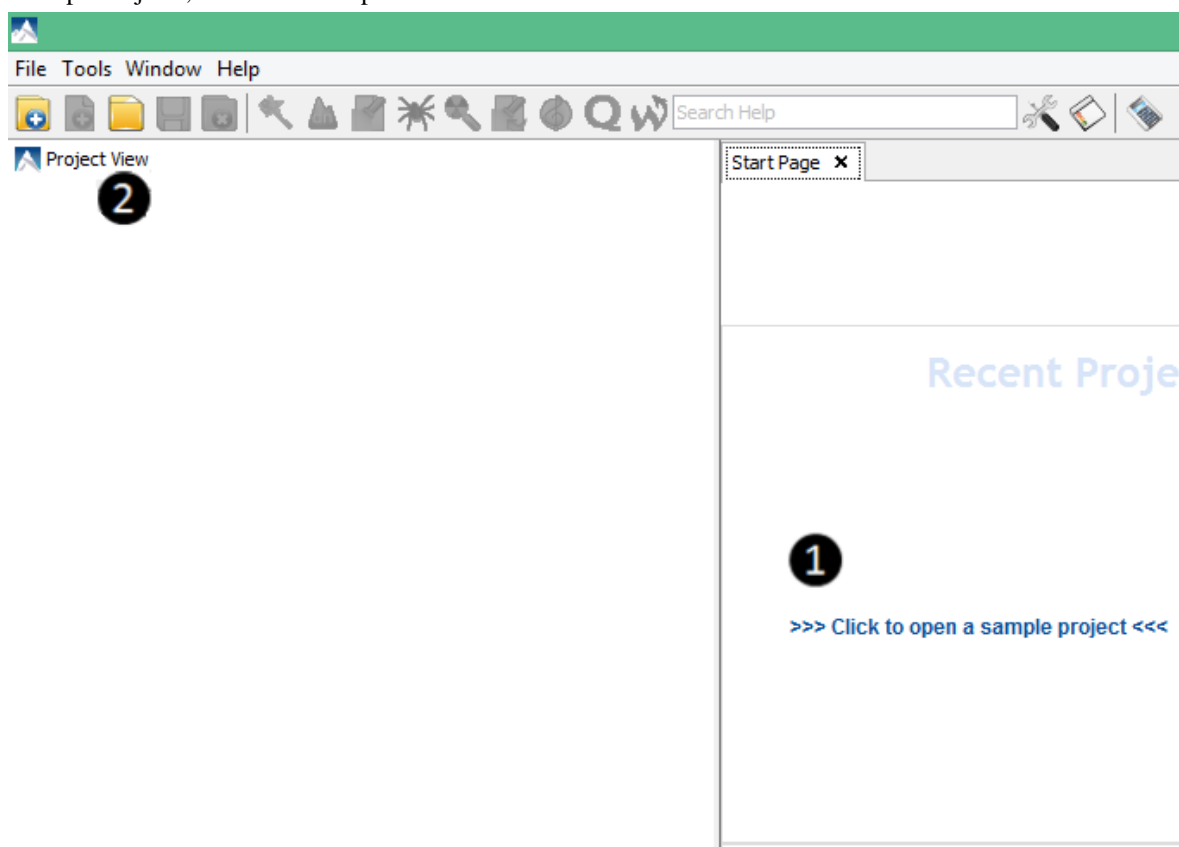 File Tools Window Help
Search Help
Project View
Start Page
2
Recent Proje
1
>>> Click to open a sample project <<<